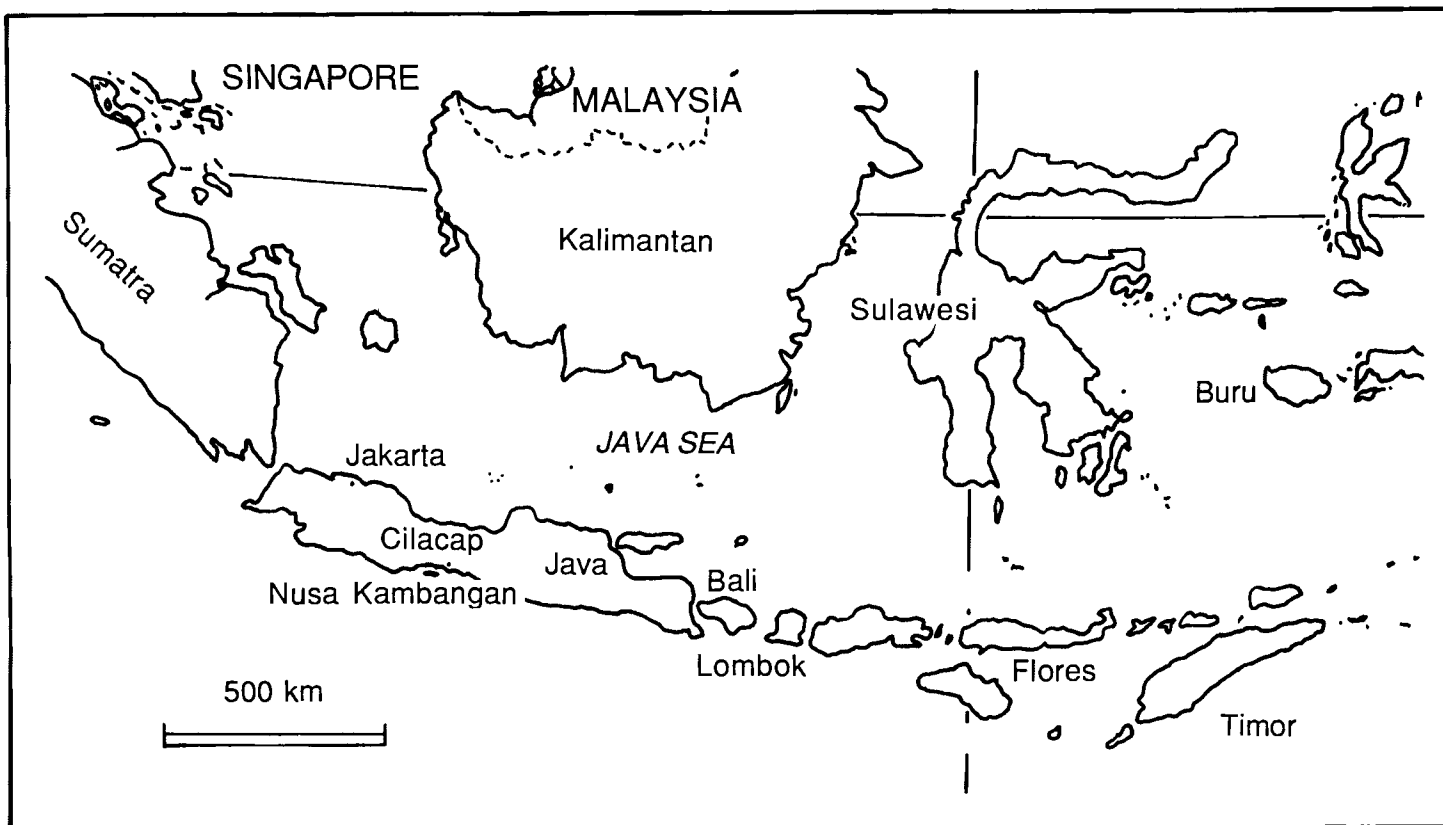 SINGAPORE
MALAYSIA
Sumatra
Kalimantan
Sulawesi
Buru
JAVA SEA
Jakarta
Cilacap
Java
Bali
Nusa Kambangan
Lombok
Flores
Timor
500 km